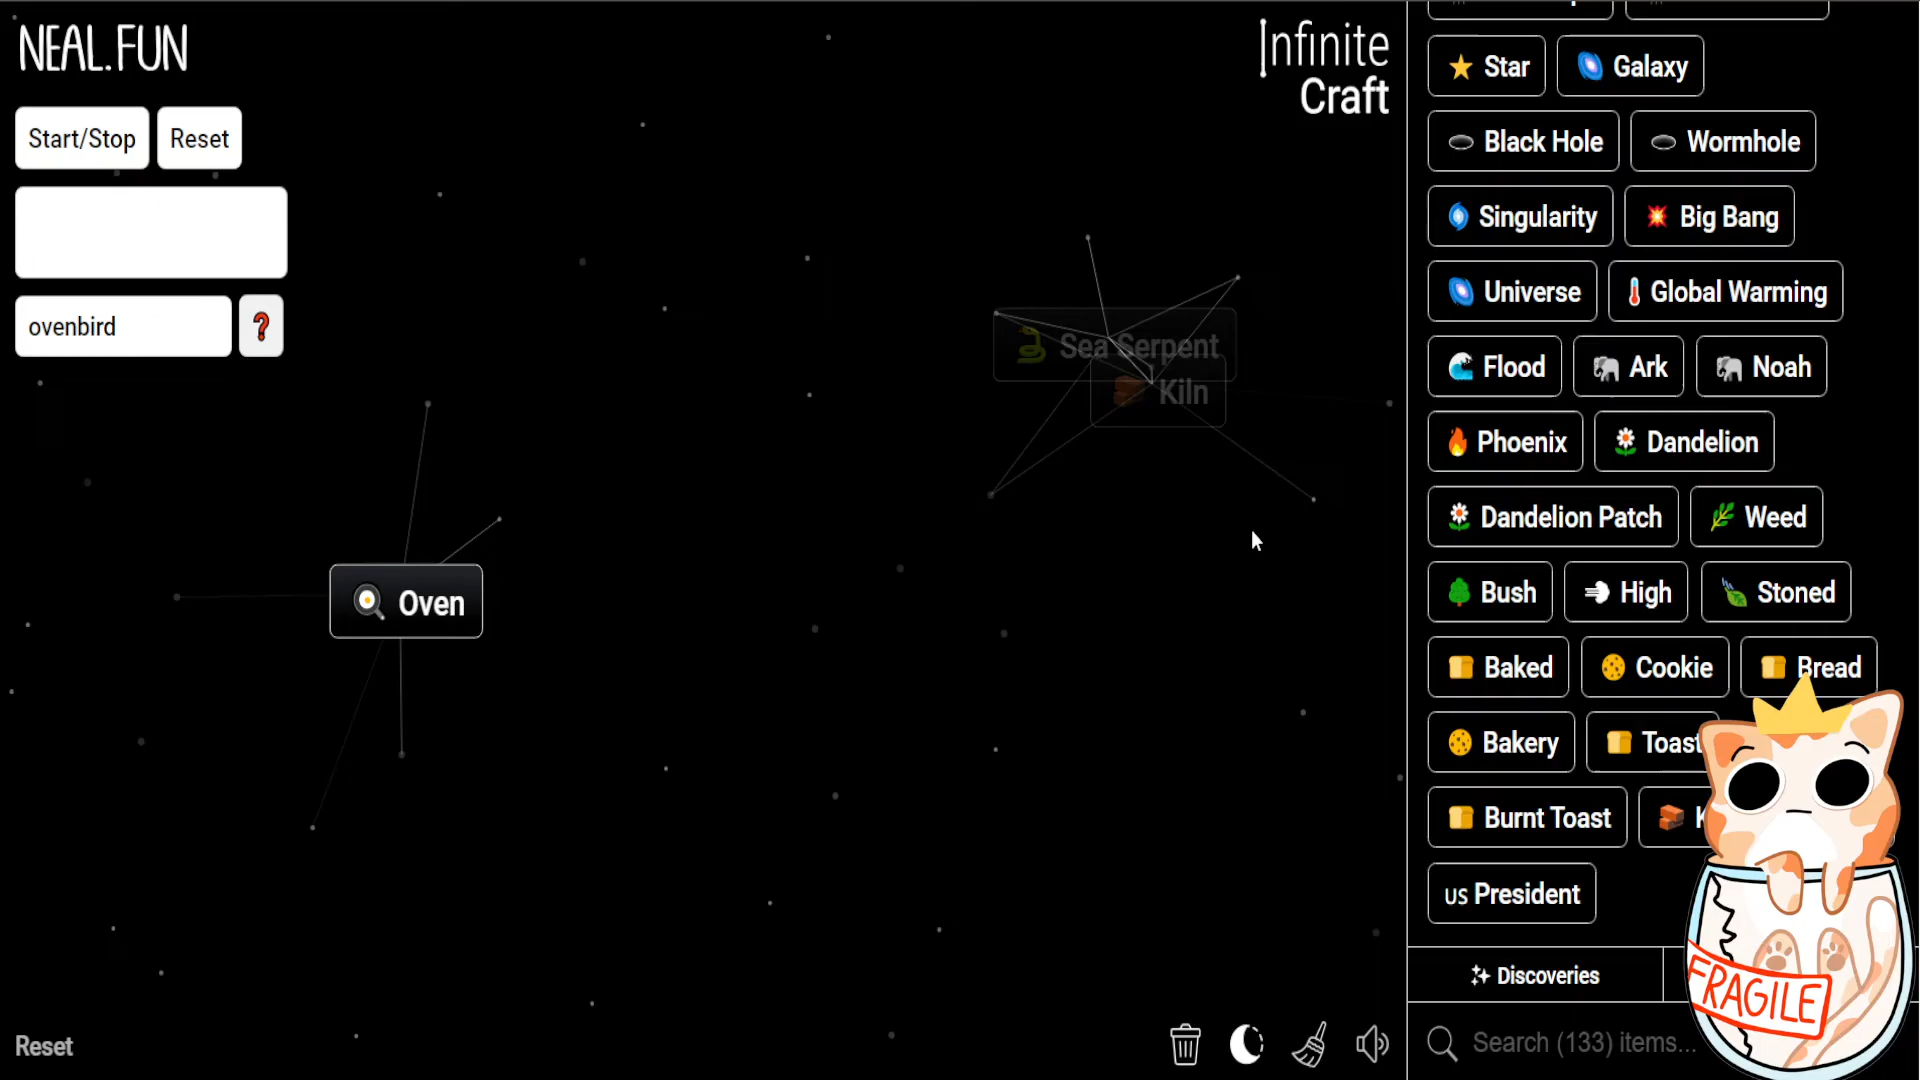 NEAL.FUN
Infinite
Craft
Start/Stop
Reset
ovenbird
?
Sea Serpent
Kiln
Oven
Star
Galaxy
Black Hole
Wormhole
Singularity
Big Bang
Universe
Global Warming
Flood
Ark
Noah
Phoenix
Dandelion
Dandelion Patch
Weed
Bush
High
Stoned
Baked
Cookie
Bread
Bakery
Toast
Burnt Toast
US President
Discoveries
Search (133) items...
FRAGILE
Reset